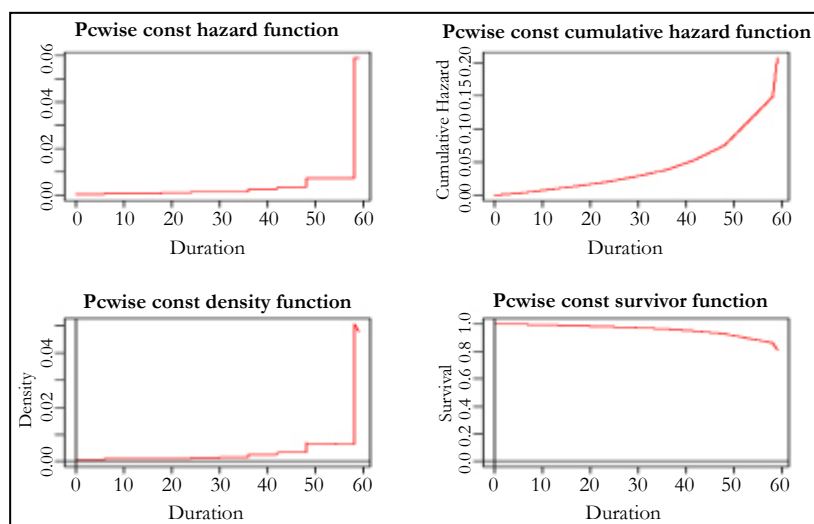 Pcwise const hazard function
0.06
0.04
0.02
0.00
0 10 20 30 40 50 60
Duration
Pcwise const cumulative hazard function
Cumulative Hazard
0.20
0.15
0.10
0.05
0.00
0 10 20 30 40 50 60
Duration
Pcwise const density function
Density
0.04
0.02
0.00
0 10 20 30 40 50 60
Duration
Pcwise const survivor function
Survival
1.0
0.8
0.6
0.4
0.2
0.0
0 10 20 30 40 50 60
Duration